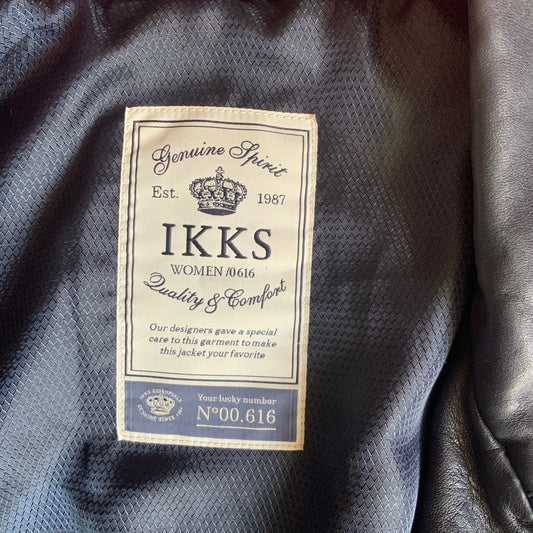 Genuine Spirit
Est. 1987
IKKS
WOMEN /0616
Quality & Comfort
Our designers gave a special
care to this garment to make
this jacket your favorite
Your lucky number
N°00.616